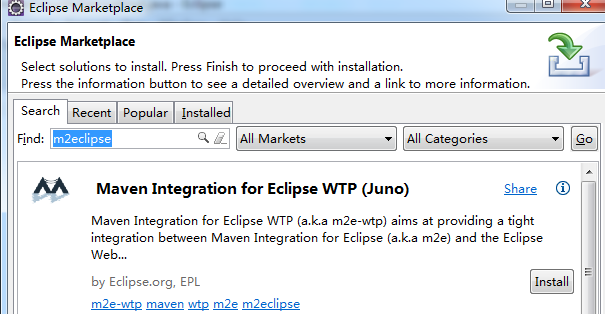 Eclipse Marketplace
Eclipse Marketplace
Select solutions to install. Press Finish to proceed with installation.
Press the information button to see a detailed overview and a link to more information.
Search Recent Popular Installed
Find: m2eclipse All Markets All Categories Go
Maven Integration for Eclipse WTP (Juno) Share
Maven Integration for Eclipse WTP (a.k.a m2e-wtp) aims at providing a tight
integration between Maven Integration for Eclipse (a.k.a m2e) and the Eclipse
Web...
by Eclipse.org, EPL
Install
m2e-wtp maven wtp m2e m2eclipse